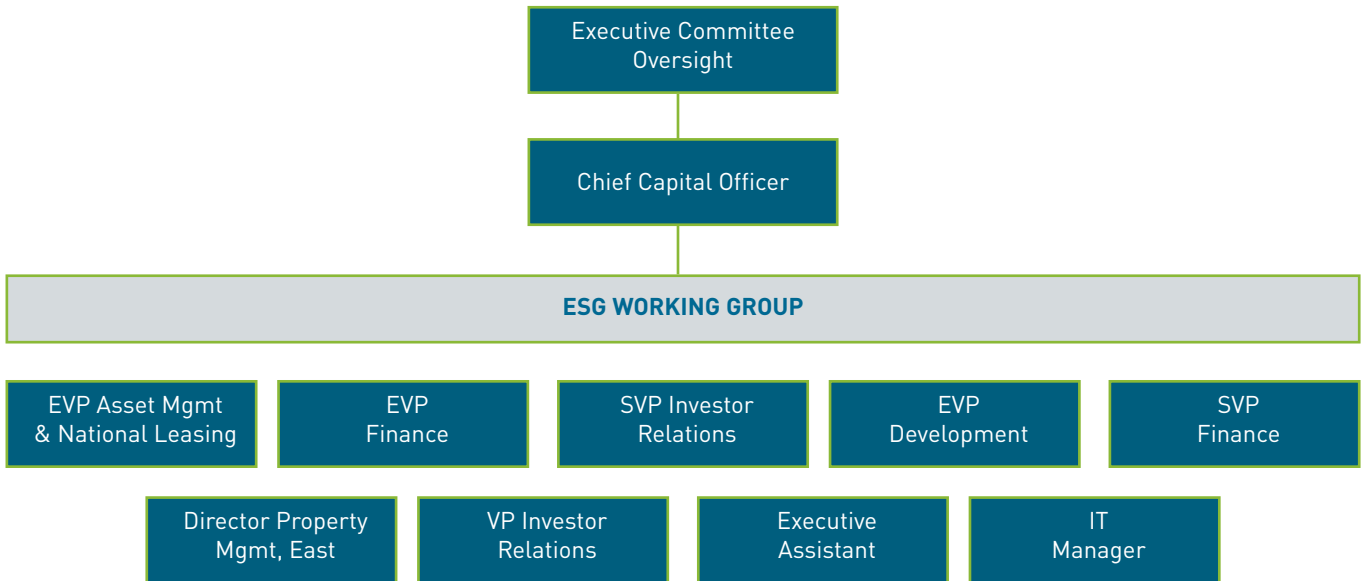 Executive Committee
Oversight
Chief Capital Officer
ESG WORKING GROUP
EVP Asset Mgmt
& National Leasing
EVP
Finance
SVP Investor
Relations
EVP
Development
SVP
Finance
Director Property
Mgmt, East
VP Investor
Relations
Executive
Assistant
IT
Manager